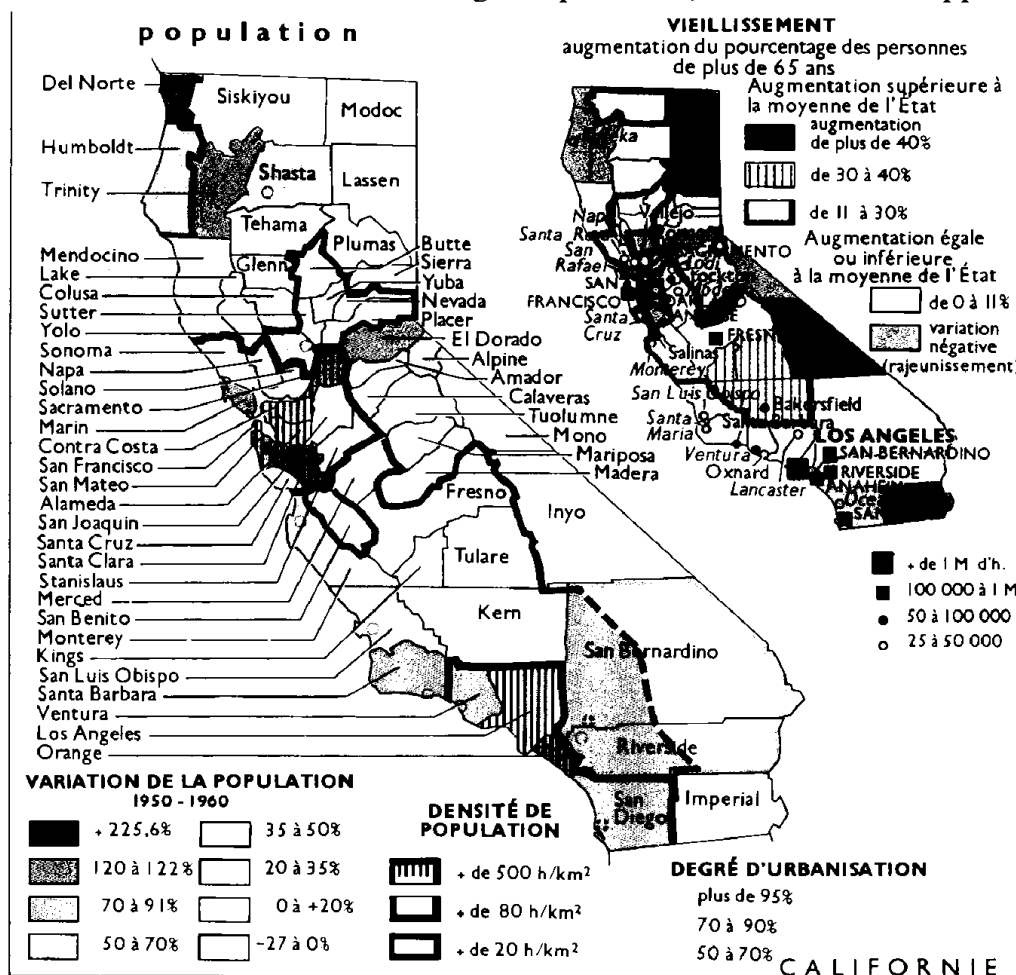 population
Del Norte
Siskiyou
Modoc
Humboldt
Trinity
Shasta
Lassen
Tehama
Plumas
Butte
Sierra
Mendocino
Glenn
Yuba
Lake
Nevada
Colusa
Placer
Sutter
El Dorado
Yolo
Alpine
Sonoma
Amador
Napa
Calaveras
Solano
Tuolumne
Sacramento
Mono
Marin
Mariposa
Contra Costa
Madera
San Francisco
San Mateo
Fresno
Alameda
Inyo
San Joaquin
Santa Cruz
Santa Clara
Tulare
Stanislaus
Merced
San Benito
Kern
Monterey
Kings
San Bernardino
San Luis Obispo
Santa Barbara
Ventura
Los Angeles
Riverside
Orange
San
Diego
Imperial
VIEILLISSEMENT
augmentation du pourcentage des personnes
de plus de 65 ans
Augmentation supérieure à
la moyenne de l'État
augmentation
de plus de 40%
de 30 à 40%
de 11 à 30%
Augmentation égale
ou inférieure
à la moyenne de l'État
de 0 à 11%
variation
négative
(rajeunissement)
Napa
Vallejo
Santa
San
Rafael
SAN
FRANCISCO
Santa
Cruz
Salinas
Monterey
San Luis Obispo
Bakersfield
Santa
Maria
Santa Barbara
LOS ANGELES
SAN-BERNARDINO
Ventura
Oxnard
RIVERSIDE
ANAHEIM
Lancaster
SAN
+ de 1 M d'h.
100 000 à 1 M
50 à 100 000
25 à 50 000
VARIATION DE LA POPULATION
1950 - 1960
+ 225,6%
35 à 50%
120 à 122%
20 à 35%
70 à 91%
0 à +20%
50 à 70%
-27 à 0%
DENSITÉ DE
POPULATION
+ de 500 h/km²
+ de 80 h/km²
+ de 20 h/km²
DEGRÉ D'URBANISATION
plus de 95%
70 à 90%
50 à 70%
CALIFORNIE